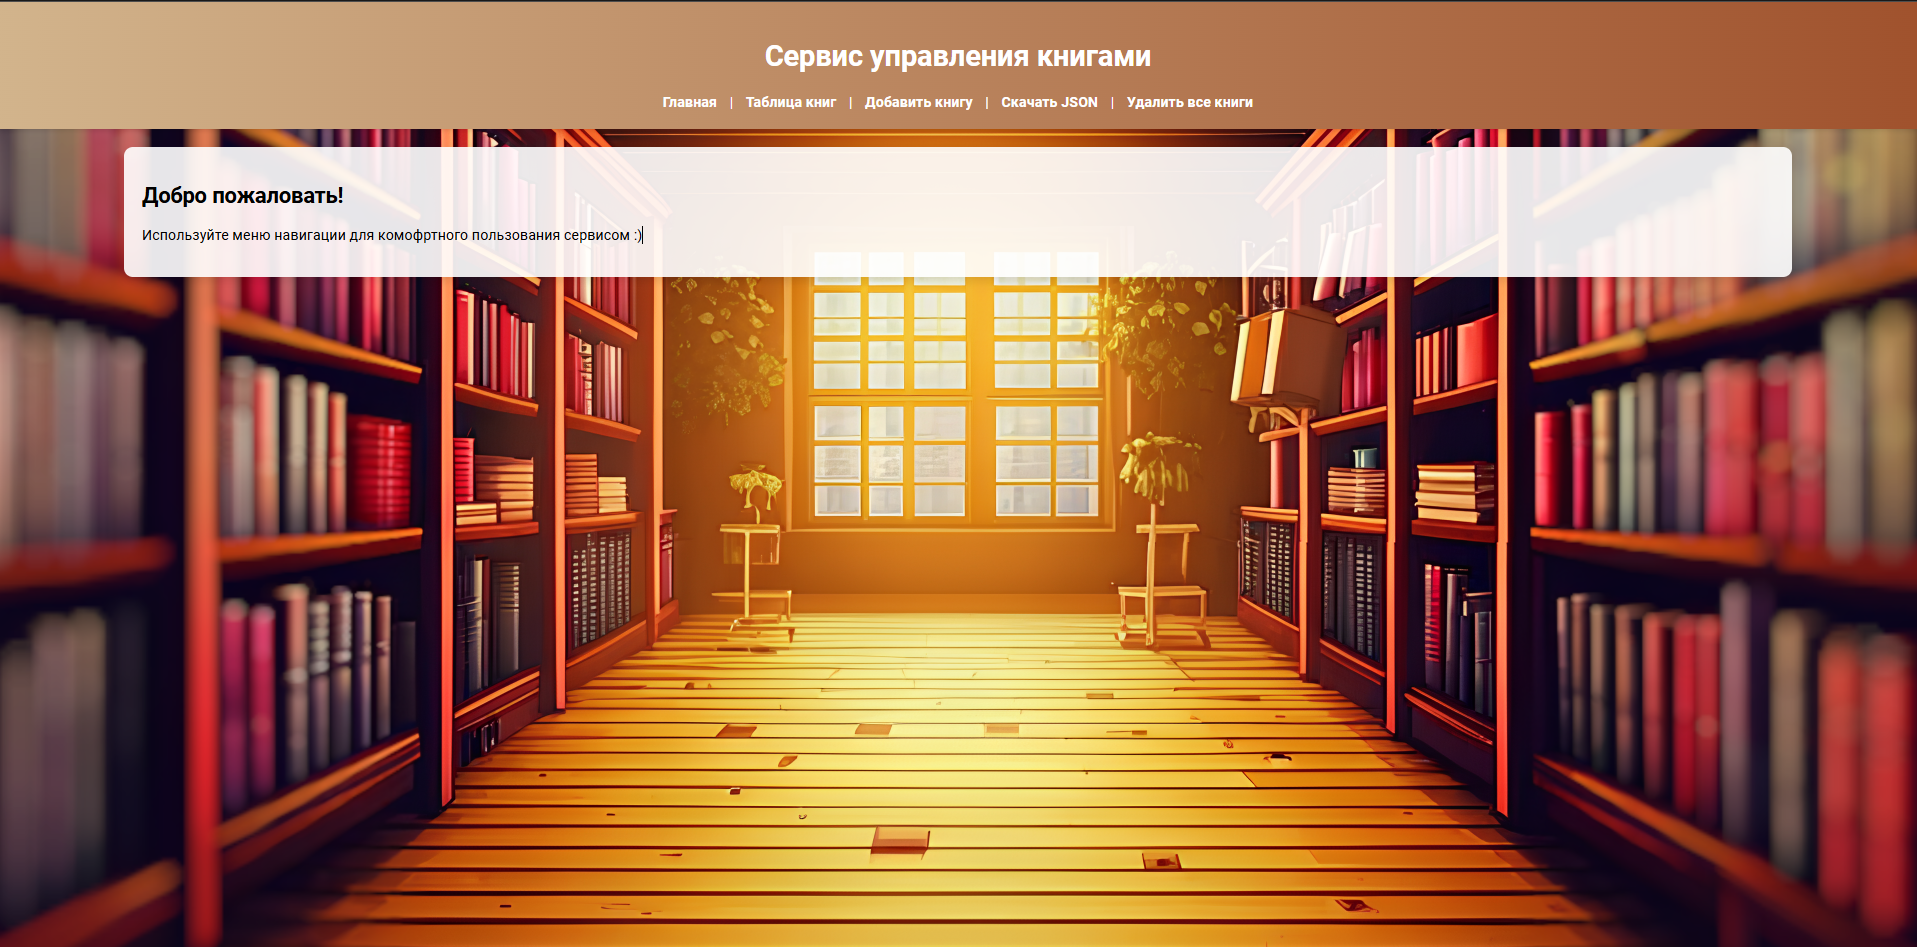 Сервис управления книгами
Главная | Таблица книг | Добавить книгу | Скачать JSON | Удалить все книги
Добро пожаловать!
Используйте меню навигации для комофртного пользования сервисом :)